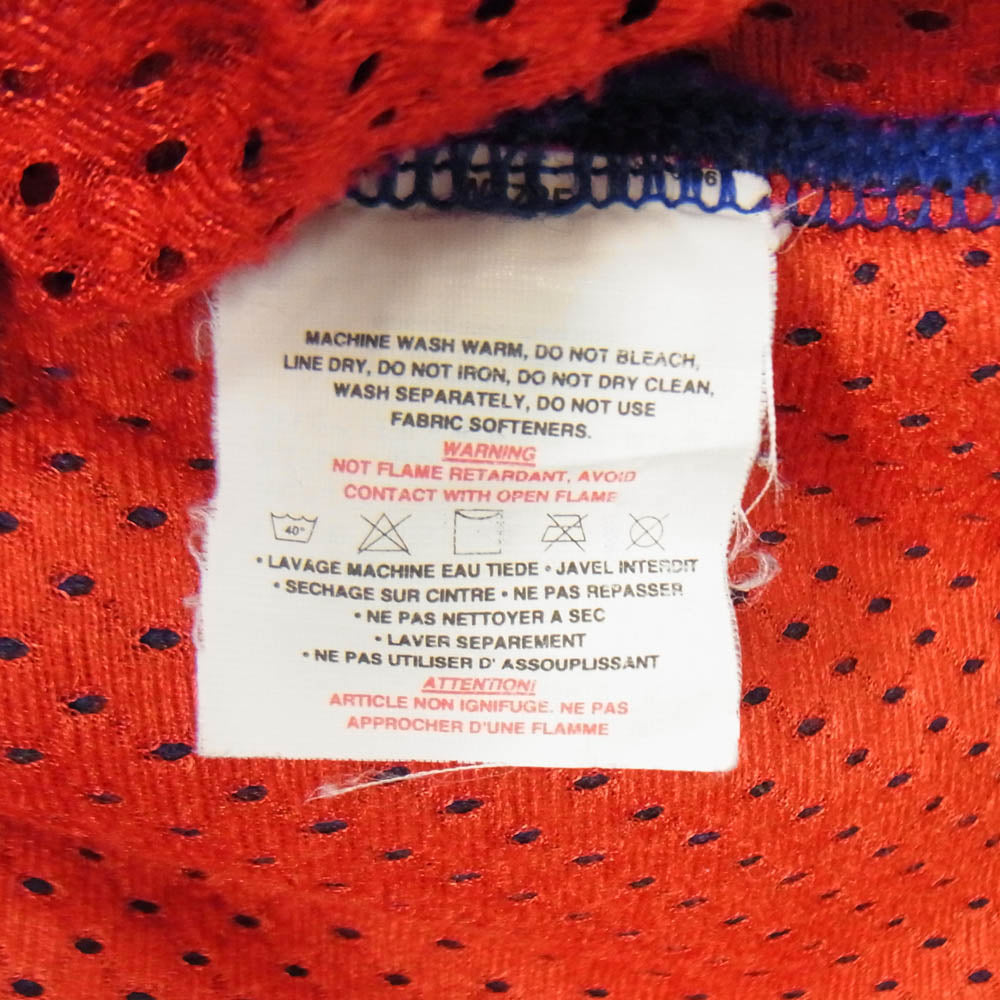 MACHINE WASH WARM, DO NOT BLEACH,
LINE DRY, DO NOT IRON, DO NOT DRY CLEAN,
WASH SEPARATELY, DO NOT USE
FABRIC SOFTENERS.
WARNING
NOT FLAME RETARDANT, AVOID
CONTACT WITH OPEN FLAME
40°
• LAVAGE MACHINE EAU TIEDE • JAVEL INTERDIT
• SECHAGE SUR CINTRE • NE PAS REPASSER
• NE PAS NETTOYER A SEC
• LAVER SEPAREMENT
• NE PAS UTILISER D' ASSOUPLISSANT
ATTENTION!
ARTICLE NON IGNIFUGE. NE PAS
APPROCHER D'UNE FLAMME